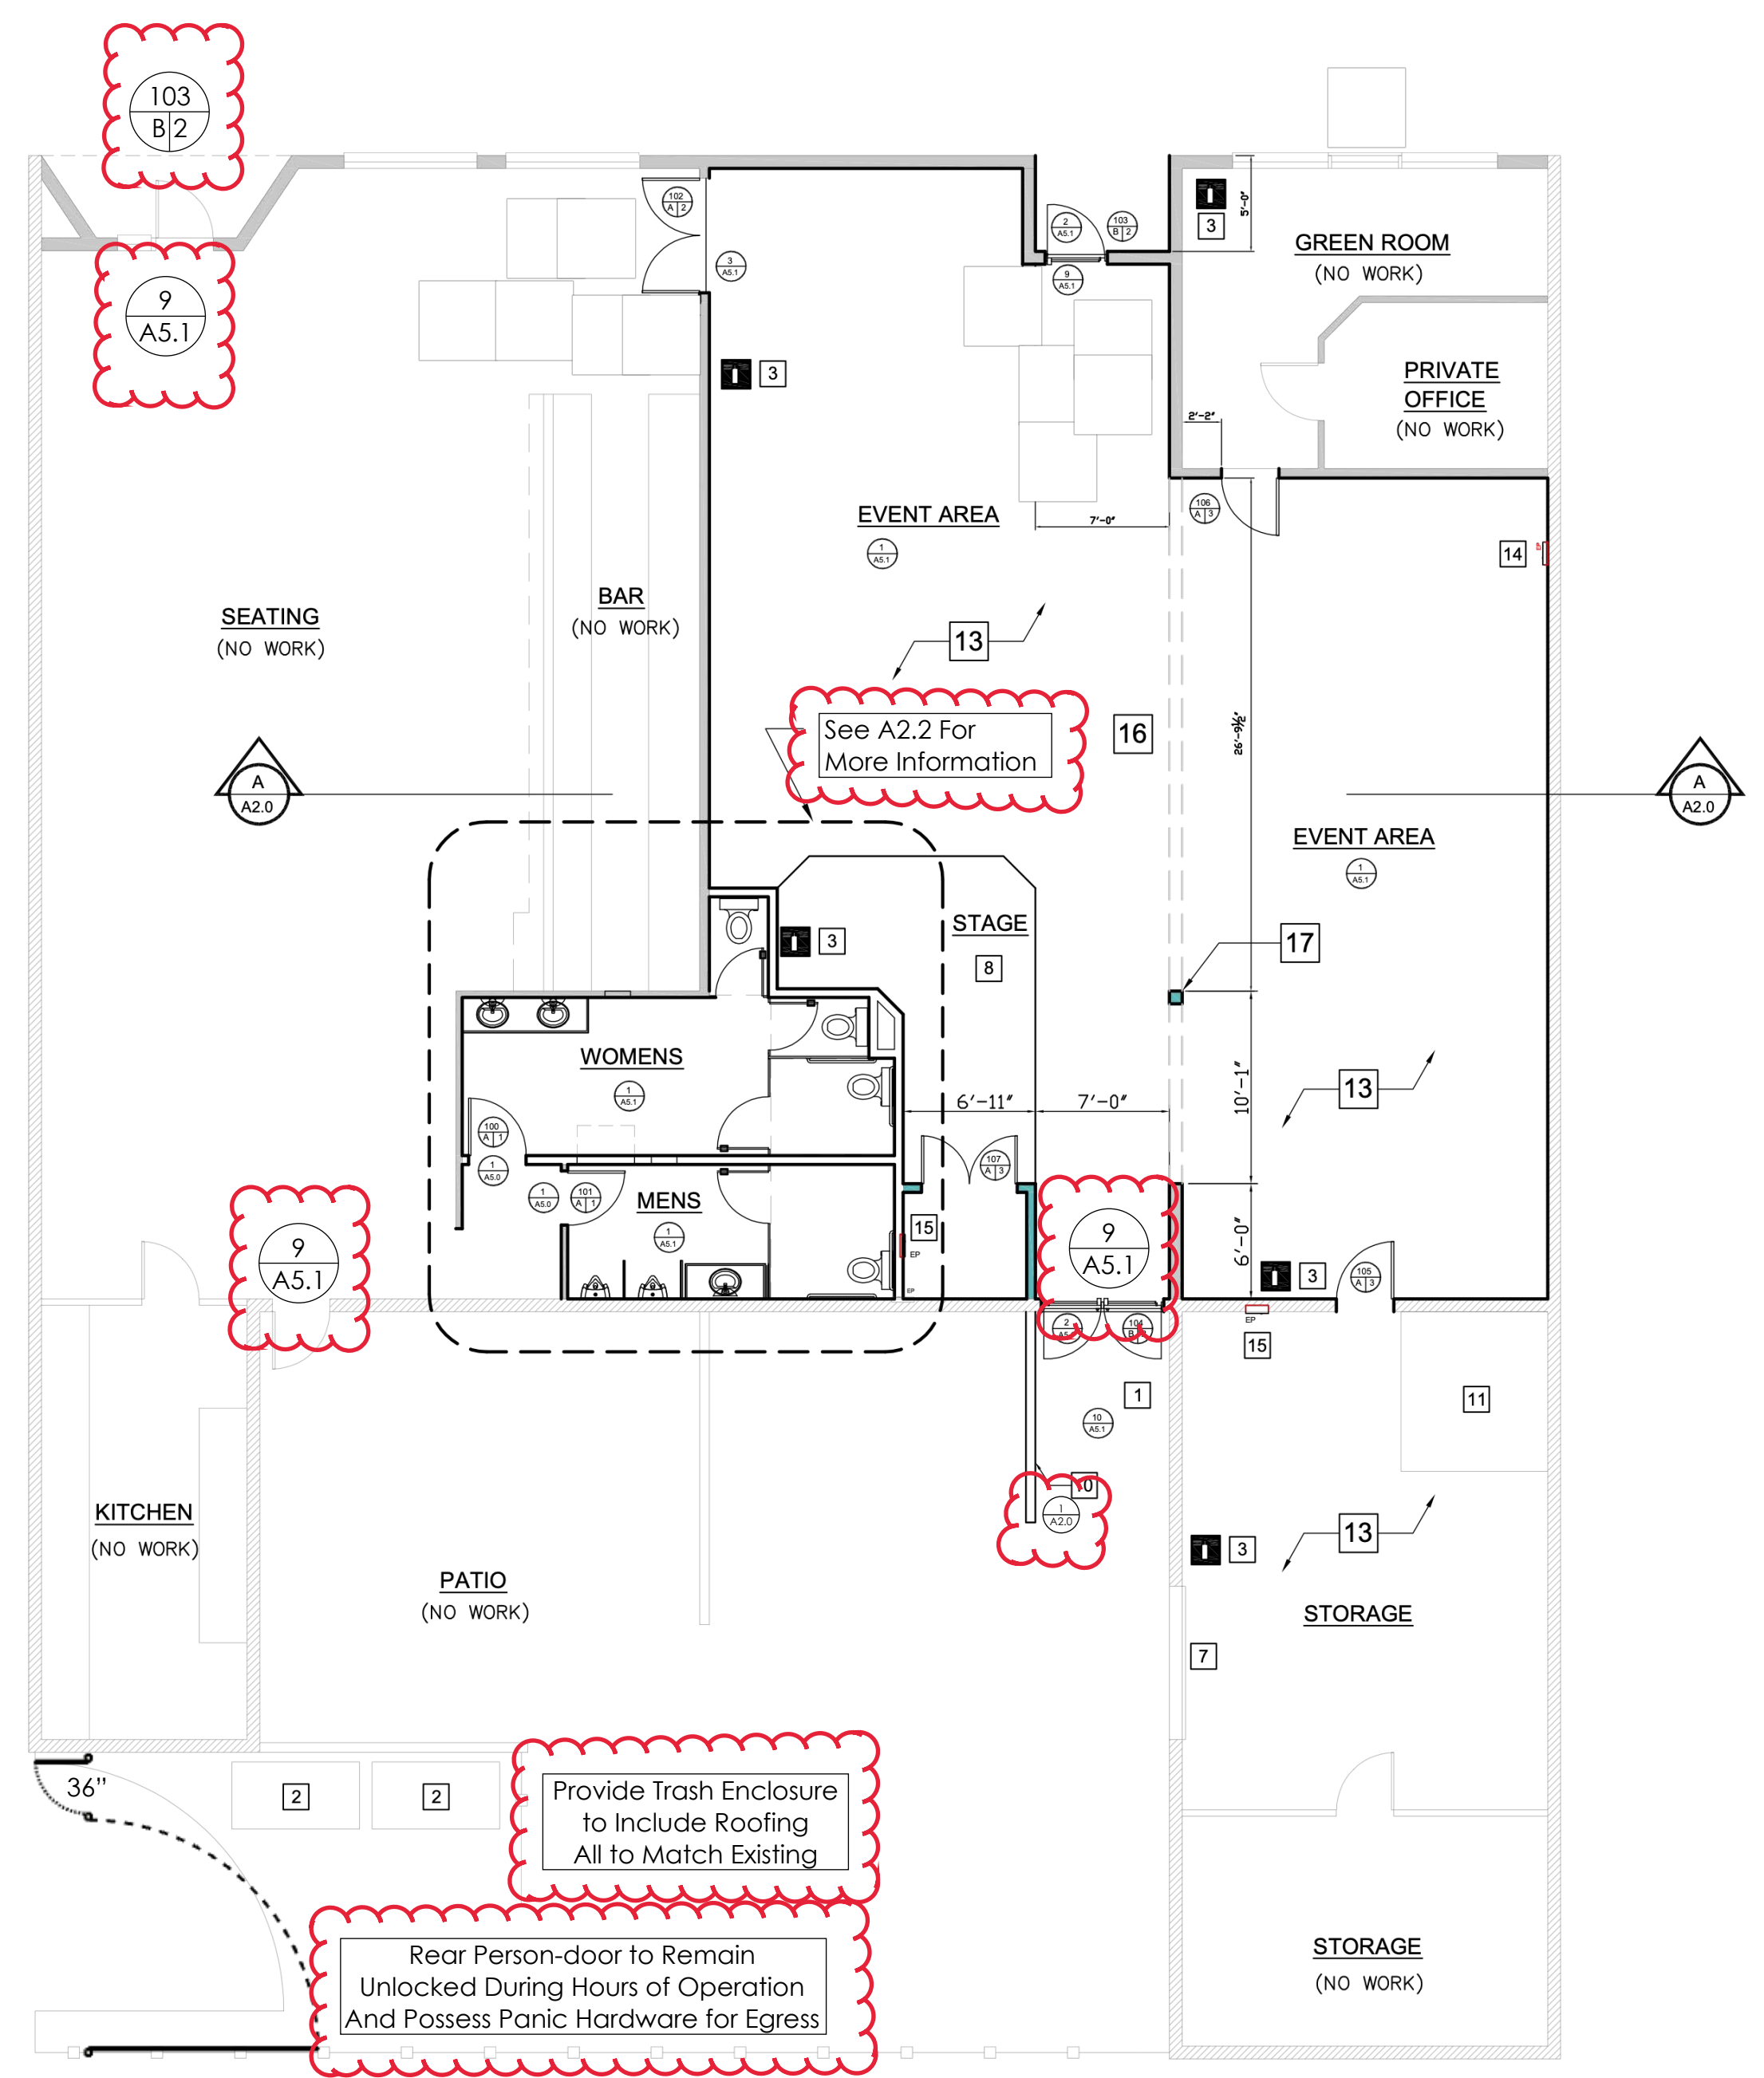 103
B 2
9
A5.1
102
A 2
3
A5.1
2
A5.1
103
B 2
9
A5.1
3
5'-0"
GREEN ROOM
(NO WORK)
3
PRIVATE
OFFICE
(NO WORK)
2'-2"
EVENT AREA
1
A5.1
7'-0"
106
A 3
14
EP
SEATING
(NO WORK)
BAR
(NO WORK)
13
See A2.2 For
More Information
16
26'-9½"
A
A2.0
A
A2.0
EVENT AREA
1
A5.1
STAGE
3
8
17
WOMENS
1
A5.1
6'-11"
7'-0"
10'-1"
13
100
A 1
1
A5.0
107
A 3
1
A5.0
101
A 1
MENS
1
A5.1
15
EP
EP
9
A5.1
9
A5.1
6'-0"
3
105
A 3
2
104
B
EP
15
1
10
A5.1
11
1
A2.0
KITCHEN
(NO WORK)
13
3
PATIO
(NO WORK)
STORAGE
7
36”
2
2
Provide Trash Enclosure
to Include Roofing
All to Match Existing
Rear Person-door to Remain
Unlocked During Hours of Operation
And Possess Panic Hardware for Egress
STORAGE
(NO WORK)